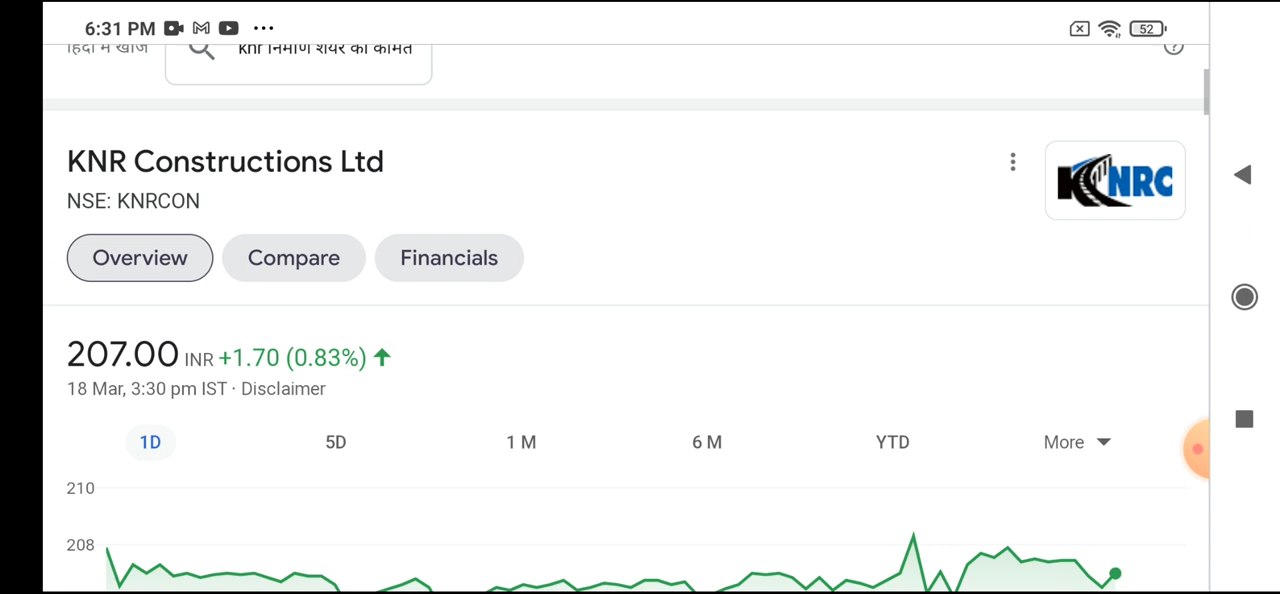 6:31 PM ... 52
हिंदी में खोजें knr निर्माण शेयर की कीमत
KNR Constructions Ltd
NSE: KNRCON
KNRC
Overview Compare Financials
207.00 INR +1.70 (0.83%)
18 Mar, 3:30 pm IST · Disclaimer
1D 5D 1 M 6 M YTD More
210
208